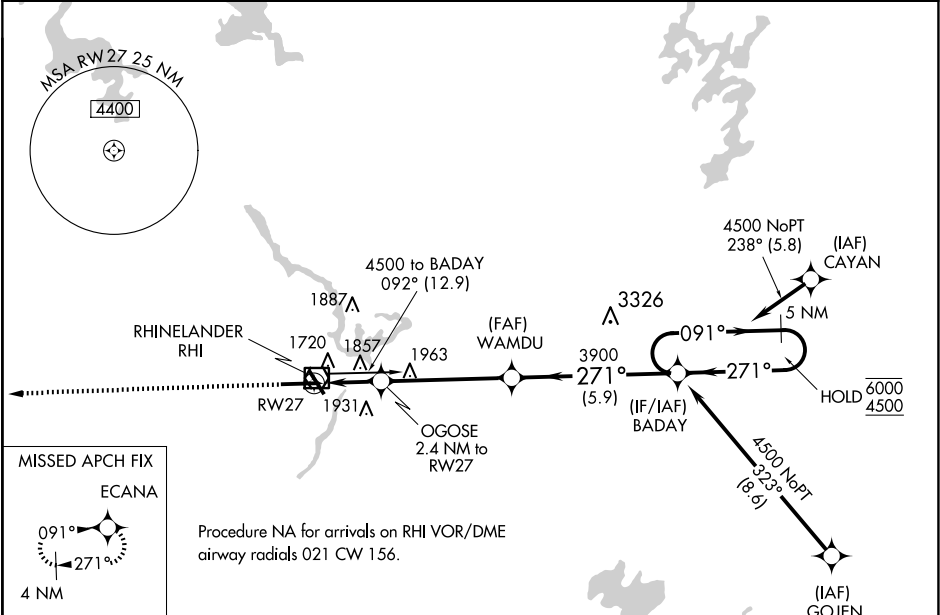 MSA RW27 25 NM
4400
4500 NoPT
238° (5.8)
(IAF)
CAYAN
5 NM
4500 to BADAY
092° (12.9)
1887
3326
091°
RHINELANDER
RHI
1720
1857
1963
(FAF)
WAMDU
3900
271°
(5.9)
271°
HOLD
6000
4500
RW27
1931
(IF/IAF)
BADAY
OGOSE
2.4 NM to
RW27
4500 NoPT
323°
(8.6)
MISSED APCH FIX
ECANA
091°
271°
4 NM
Procedure NA for arrivals on RHI VOR/DME
airway radials 021 CW 156.
(IAF)
GOJEN